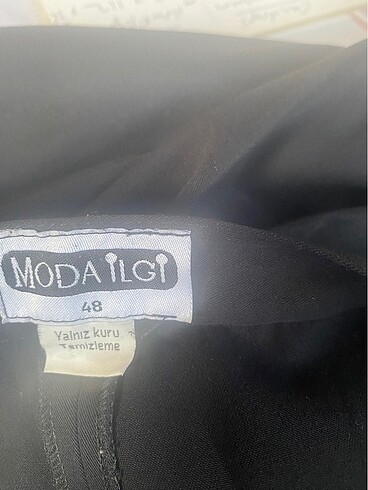 MODA İLGİ
48
Yalnız kuru
Temizleme